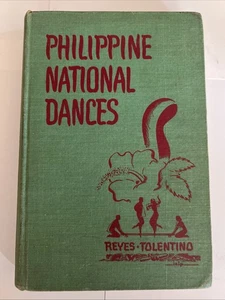 PHILIPPINE
NATIONAL
DANCES
REYES • TOLENTINO